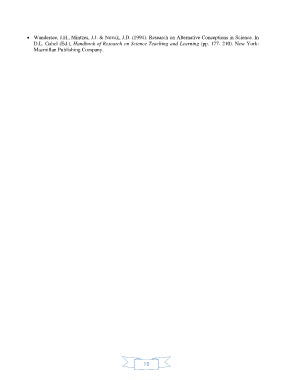 • Wandersee, J.H., Mintzes, J.J. & Novak, J.D. (1994). Research on Alternative Conceptions in Science. In
D.L. Gabel (Ed.), Handbook of Research on Science Teaching and Learning (pp. 177- 210). New York:
Macmillan Publishing Company.
10